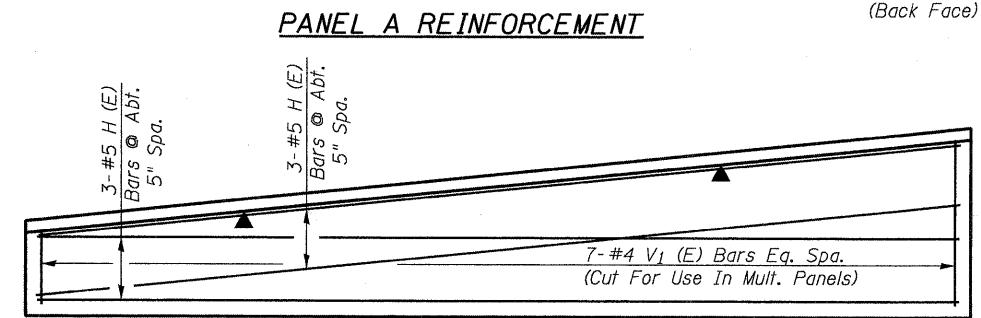 (Back Face)
PANEL A REINFORCEMENT
3-#5 H (E)
Bars @ Abt.
5" Spa.
3-#5 H (E)
Bars @ Abt.
5" Spa.
7-#4 V1 (E) Bars Eq. Spa.
(Cut For Use In Mult. Panels)